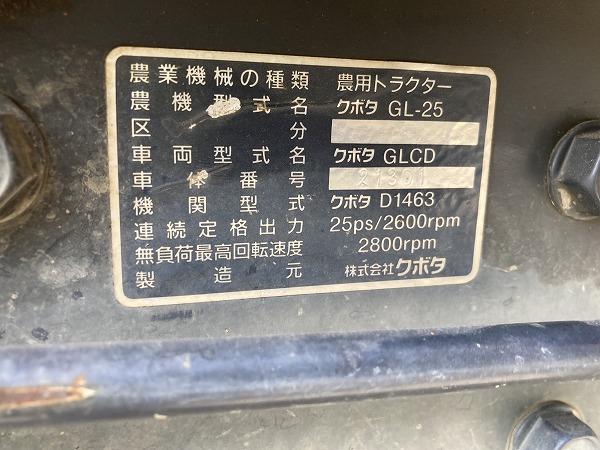 農業機械の種類 農用トラクター
農機型式名 クボタ GL-25
区分
車両型式名 クボタ GLCD
車体番号 21301
機関型式 クボタ D1463
連続定格出力 25ps/2600rpm
無負荷最高回転速度 2800rpm
製造元 株式会社クボタ